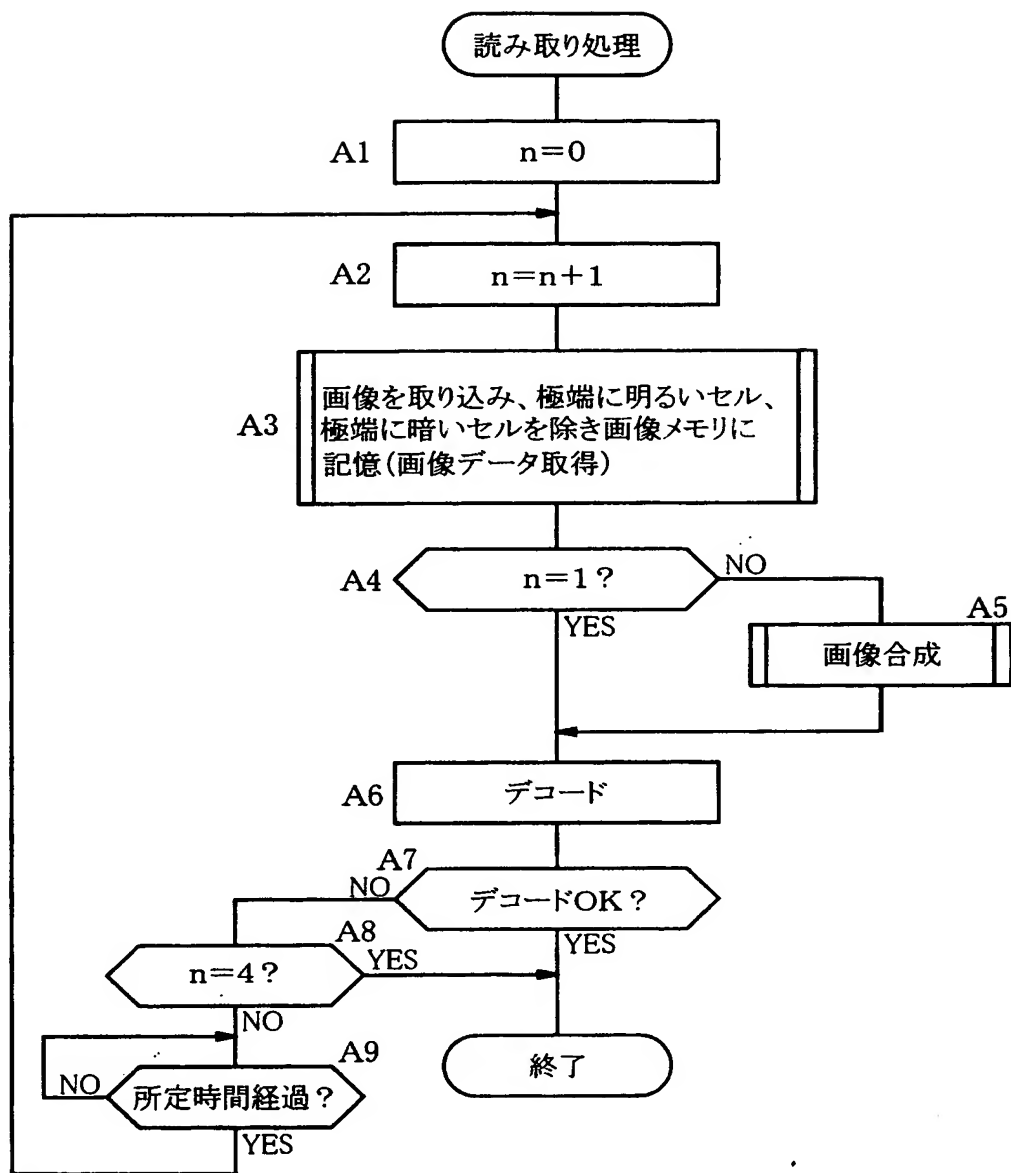 読み取り処理
A1
n=0
A2
n=n+1
A3
画像を取り込み、極端に明るいセル、
極端に暗いセルを除き画像メモリに
記憶(画像データ取得)
A4
n=1?
NO
YES
A5
画像合成
A6
デコード
A7
デコードOK?
NO
YES
A8
n=4?
YES
NO
A9
所定時間経過?
NO
YES
終了